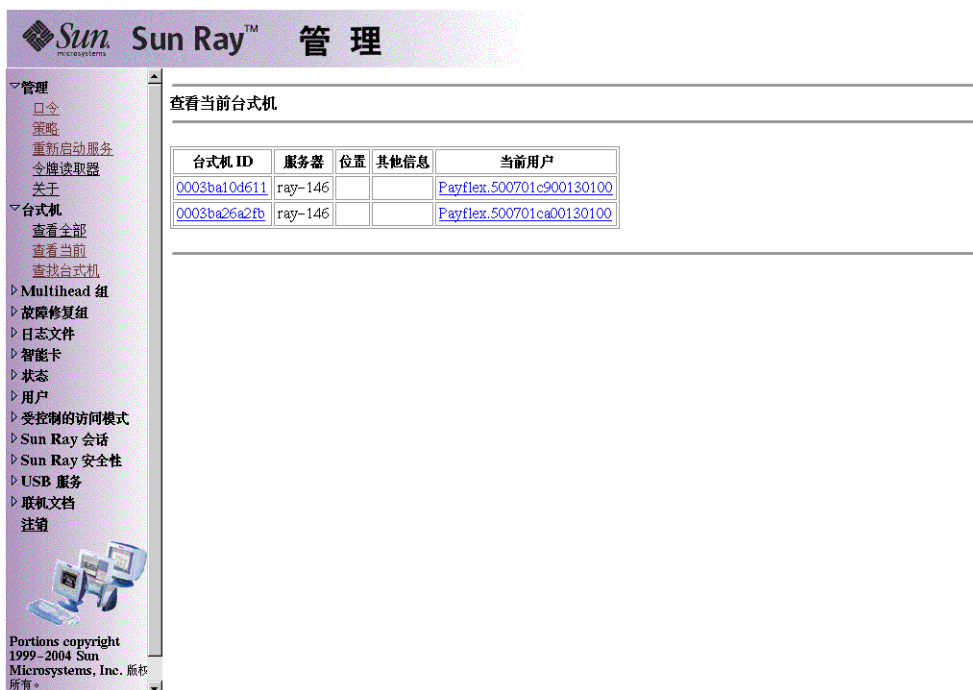 Sun microsystems Sun Ray™ 管 理
管理
口令
策略
重新启动服务
令牌读取器
关于
台式机
查看全部
查看当前
查找台式机
Multihead 组
故障修复组
日志文件
智能卡
状态
用户
受控制的访问模式
Sun Ray 会话
Sun Ray 安全性
USB 服务
联机文档
注销
Portions copyright
1999-2004 Sun
Microsystems, Inc. 版权
所有。
查看当前台式机
台式机 ID 服务器 位置 其他信息 当前用户
0003ba10d611 ray-146 Payflex.500701c900130100
0003ba26a2fb ray-146 Payflex.500701ca00130100